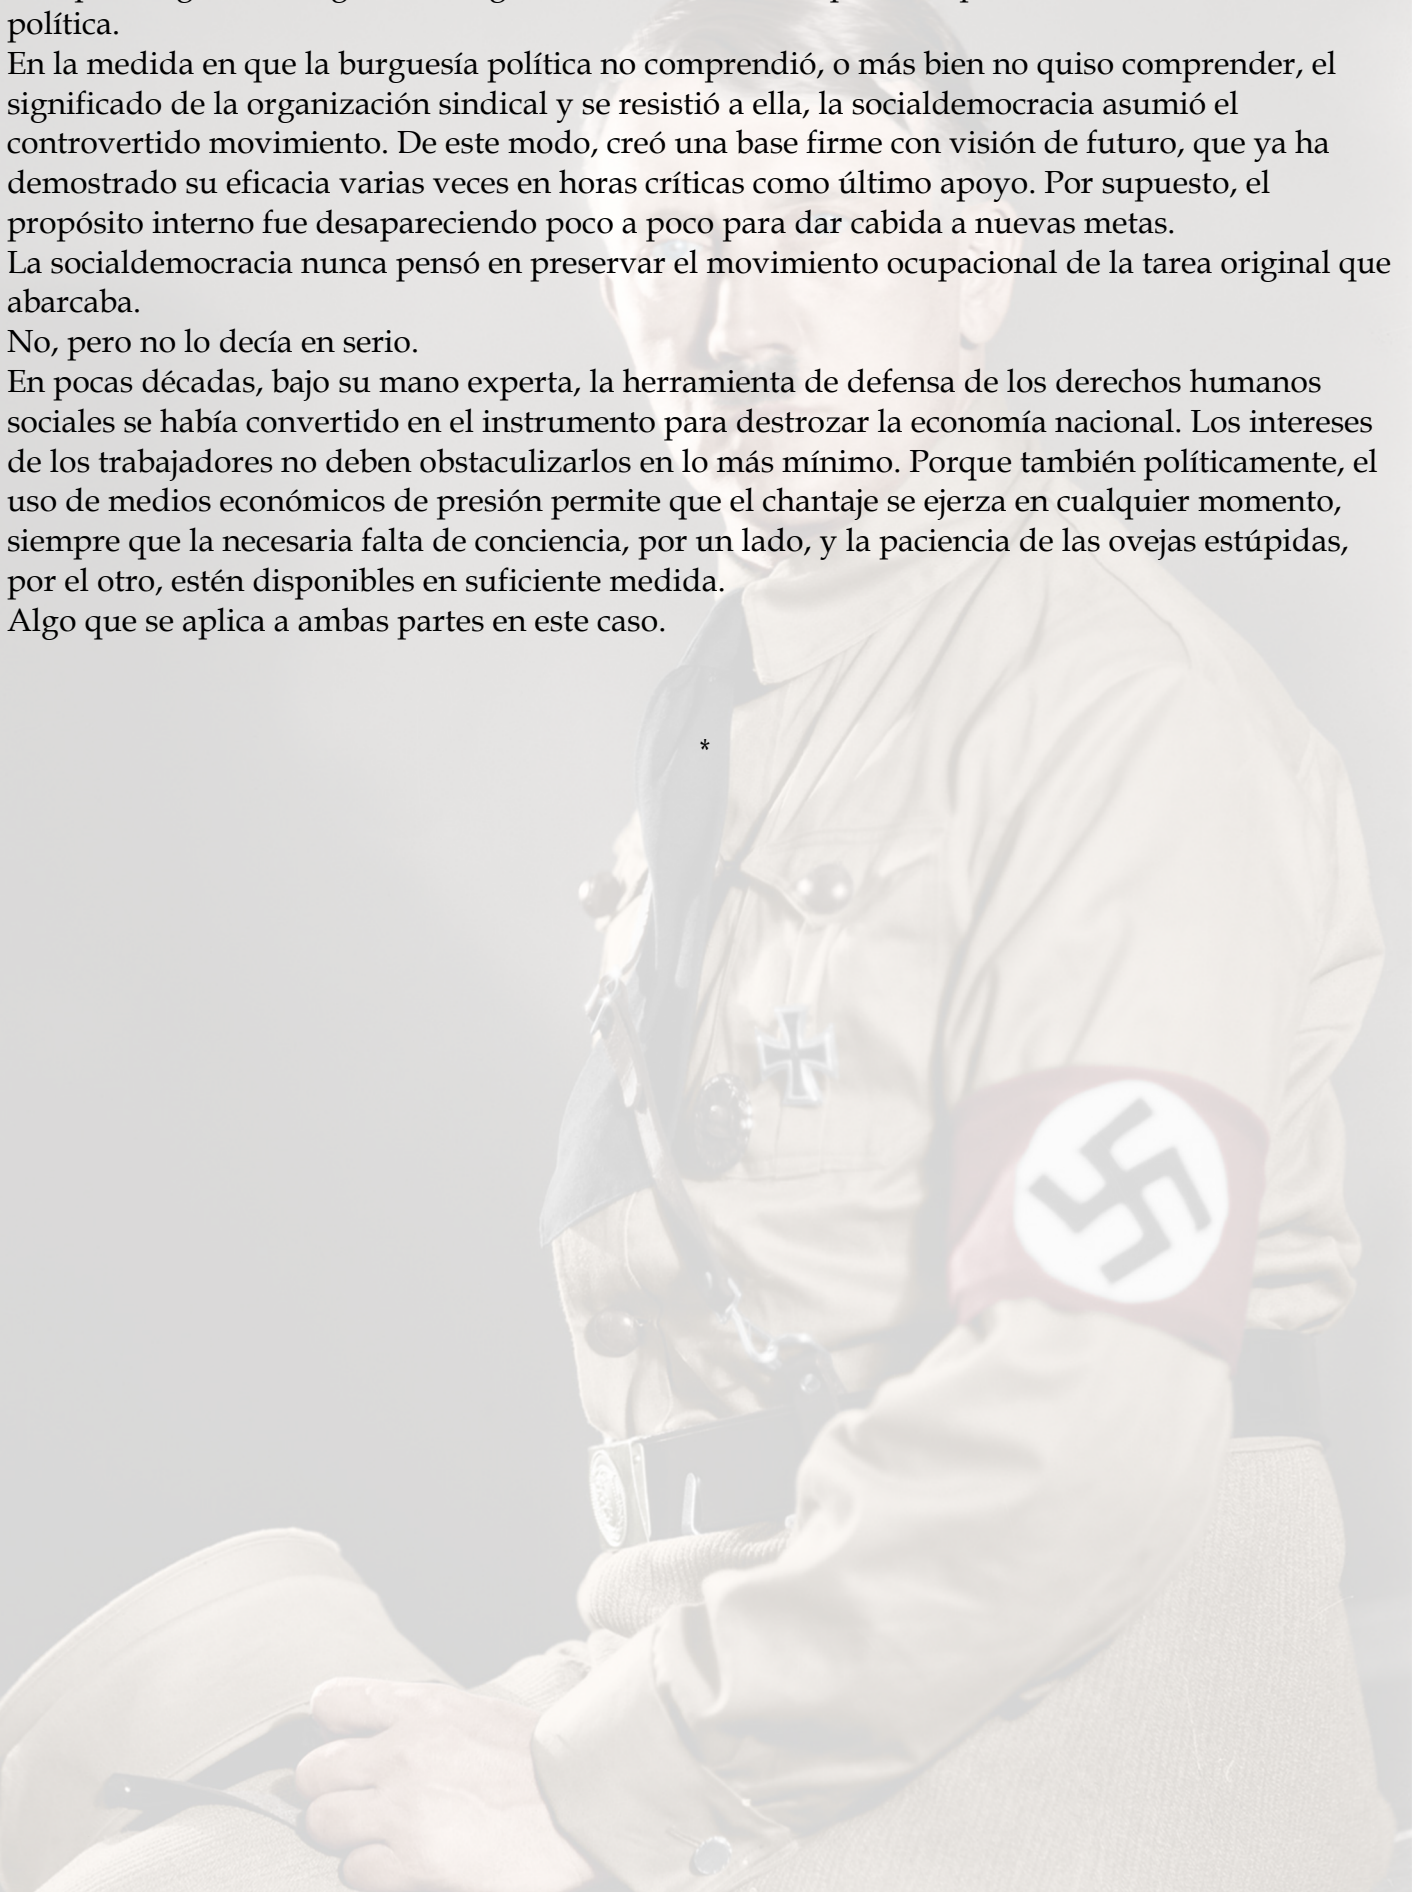 política.
En la medida en que la burguesía política no comprendió, o más bien no quiso comprender, el
significado de la organización sindical y se resistió a ella, la socialdemocracia asumió el
controvertido movimiento. De este modo, creó una base firme con visión de futuro, que ya ha
demostrado su eficacia varias veces en horas críticas como último apoyo. Por supuesto, el
propósito interno fue desapareciendo poco a poco para dar cabida a nuevas metas.
La socialdemocracia nunca pensó en preservar el movimiento ocupacional de la tarea original que
abarcaba.
No, pero no lo decía en serio.
En pocas décadas, bajo su mano experta, la herramienta de defensa de los derechos humanos
sociales se había convertido en el instrumento para destrozar la economía nacional. Los intereses
de los trabajadores no deben obstaculizarlos en lo más mínimo. Porque también políticamente, el
uso de medios económicos de presión permite que el chantaje se ejerza en cualquier momento,
siempre que la necesaria falta de conciencia, por un lado, y la paciencia de las ovejas estúpidas,
por el otro, estén disponibles en suficiente medida.
Algo que se aplica a ambas partes en este caso.
*